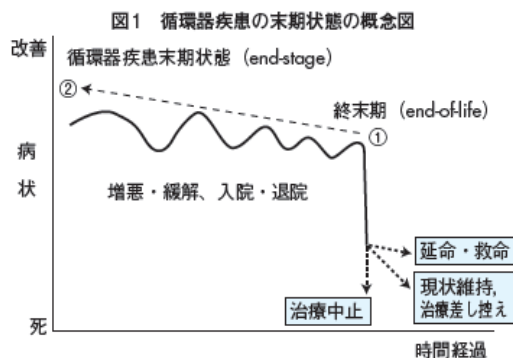 図1　循環器疾患の末期状態の概念図
改善
循環器疾患末期状態（end-stage）
②
終末期（end-of-life）
①
病状
増悪・緩解、入院・退院
延命・救命
現状維持,
治療差し控え
治療中止
死
時間経過